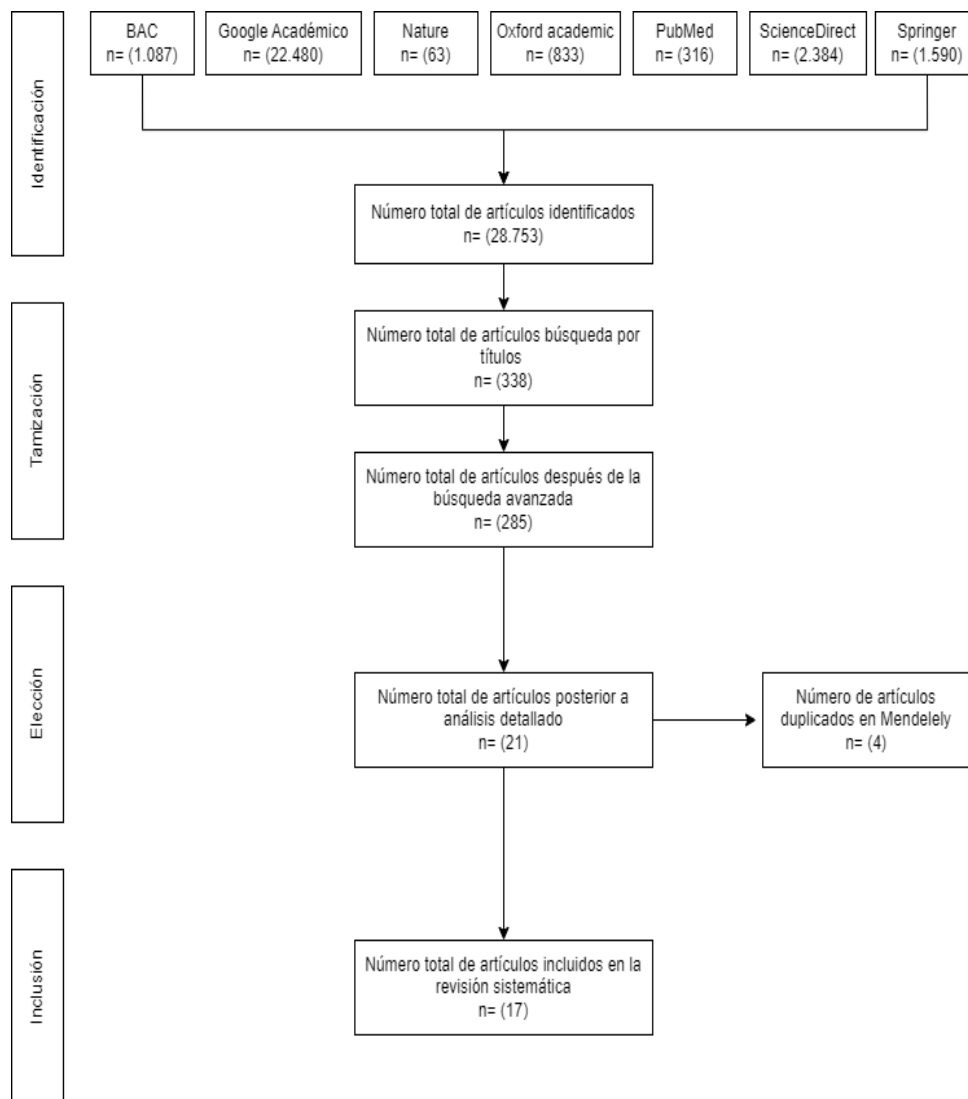 BAC
n= (1.087)
Google Académico
n= (22.480)
Nature
n= (63)
Oxford academic
n= (833)
PubMed
n= (316)
ScienceDirect
n= (2.384)
Springer
n= (1.590)
Identificación
Número total de artículos identificados
n= (28.753)
Tamización
Número total de artículos búsqueda por
títulos
n= (338)
Número total de artículos después de la
búsqueda avanzada
n= (285)
Elección
Número total de artículos posterior a
análisis detallado
n= (21)
Número de artículos
duplicados en Mendelely
n= (4)
Inclusión
Número total de artículos incluidos en la
revisión sistemática
n= (17)